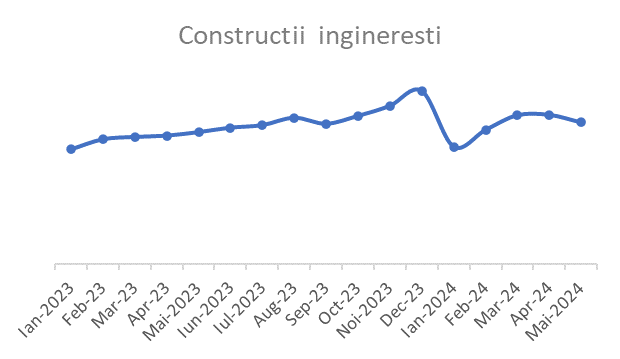 Constructii ingineresti
Ian-2023
Feb-23
Mar-23
Apr-23
Mai-2023
Iun-2023
Iul-2023
Aug-23
Sep-23
Oct-23
Noi-2023
Dec-23
Ian-2024
Feb-24
Mar-24
Apr-24
Mai-2024